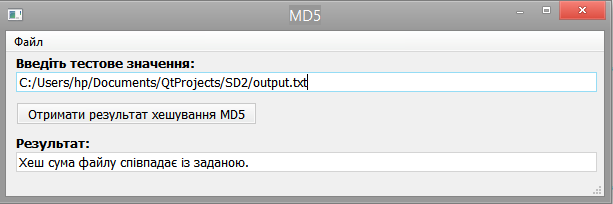 MD5
Файл
Введіть тестове значення:
C:/Users/hp/Documents/QtProjects/SD2/output.txt
Отримати результат хешування MD5
Результат:
Хеш сума файлу співпадає із заданою.